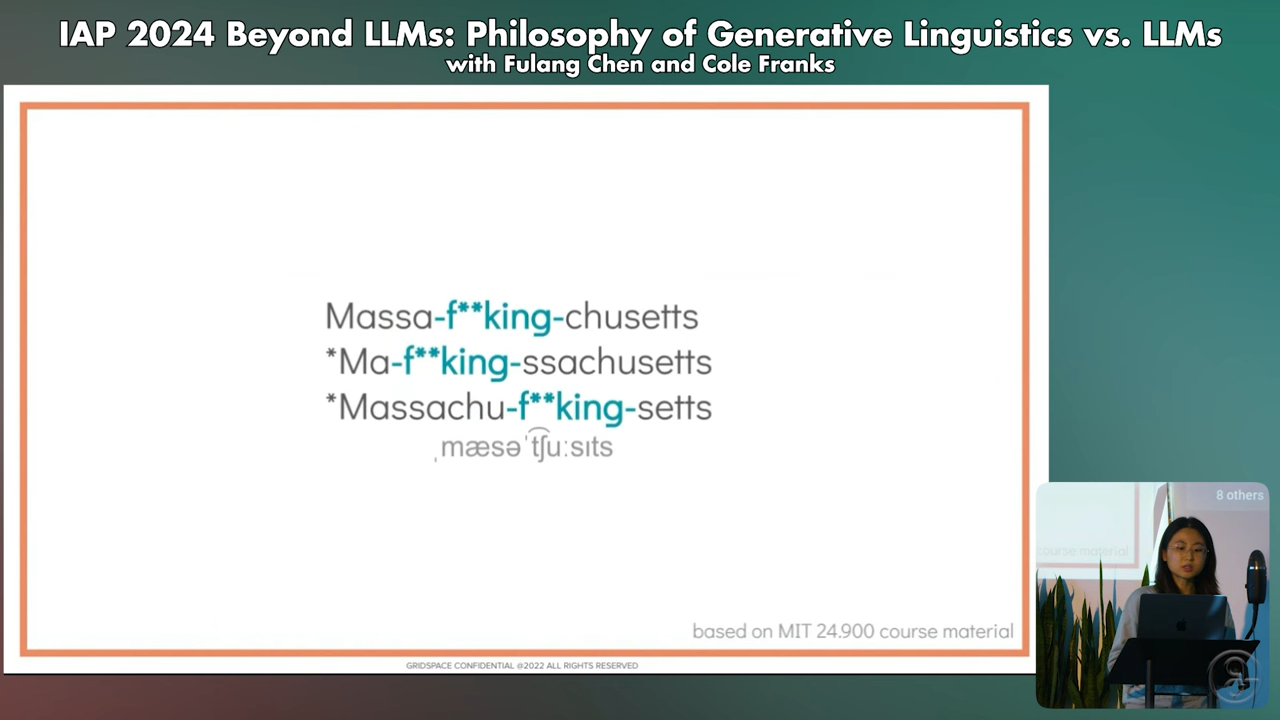 IAP 2024 Beyond LLMs: Philosophy of Generative Linguistics vs. LLMs
with Fulang Chen and Cole Franks
Massa-f**king-chusetts
*Ma-f**king-ssachusetts
*Massachu-f**king-setts
ˌmæsəˈt͡ʃuːsɪts
based on MIT 24.900 course material
GRIDSPACE CONFIDENTIAL @2022 ALL RIGHTS RESERVED
8 others
course material